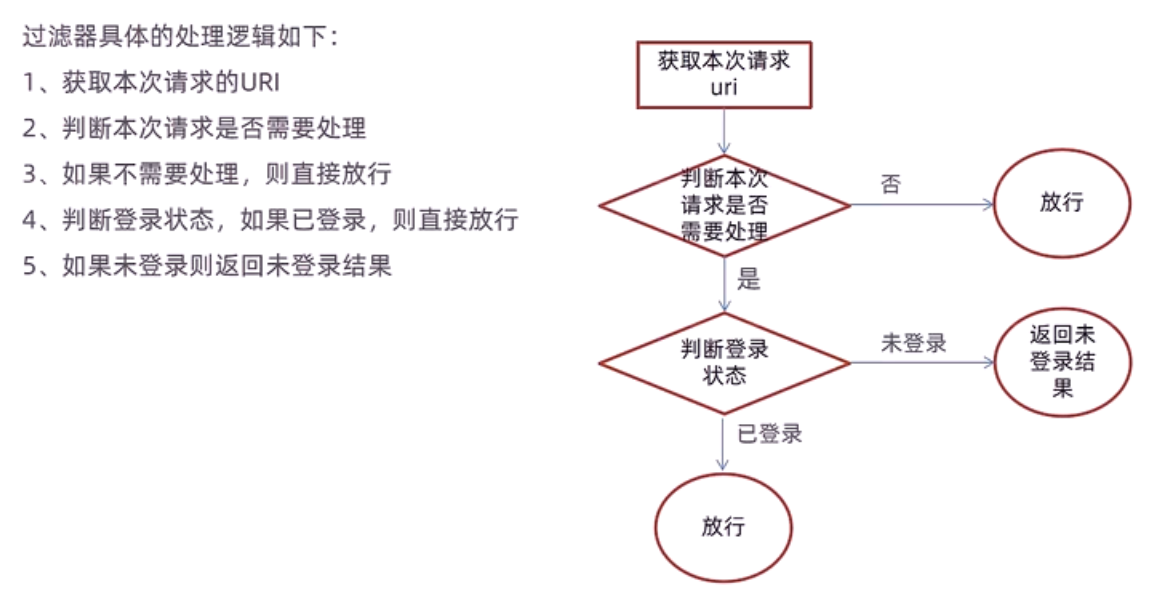 过滤器具体的处理逻辑如下：
1、获取本次请求的URI
2、判断本次请求是否需要处理
3、如果不需要处理，则直接放行
4、判断登录状态，如果已登录，则直接放行
5、如果未登录则返回未登录结果
获取本次请求
uri
判断本次
请求是否
需要处理
否
放行
是
判断登录
状态
未登录
返回未
登录结
果
已登录
放行